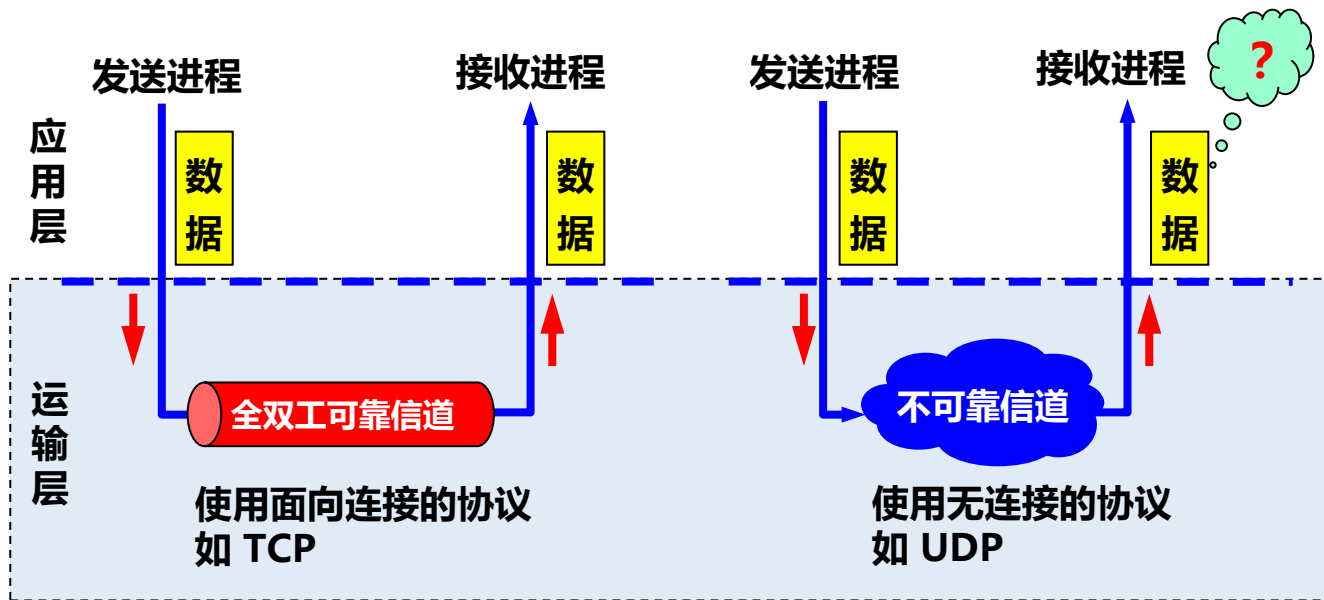 发送进程
接收进程
发送进程
接收进程
?
应用层
数据
数据
数据
数据
运输层
全双工可靠信道
不可靠信道
使用面向连接的协议
如 TCP
使用无连接的协议
如 UDP